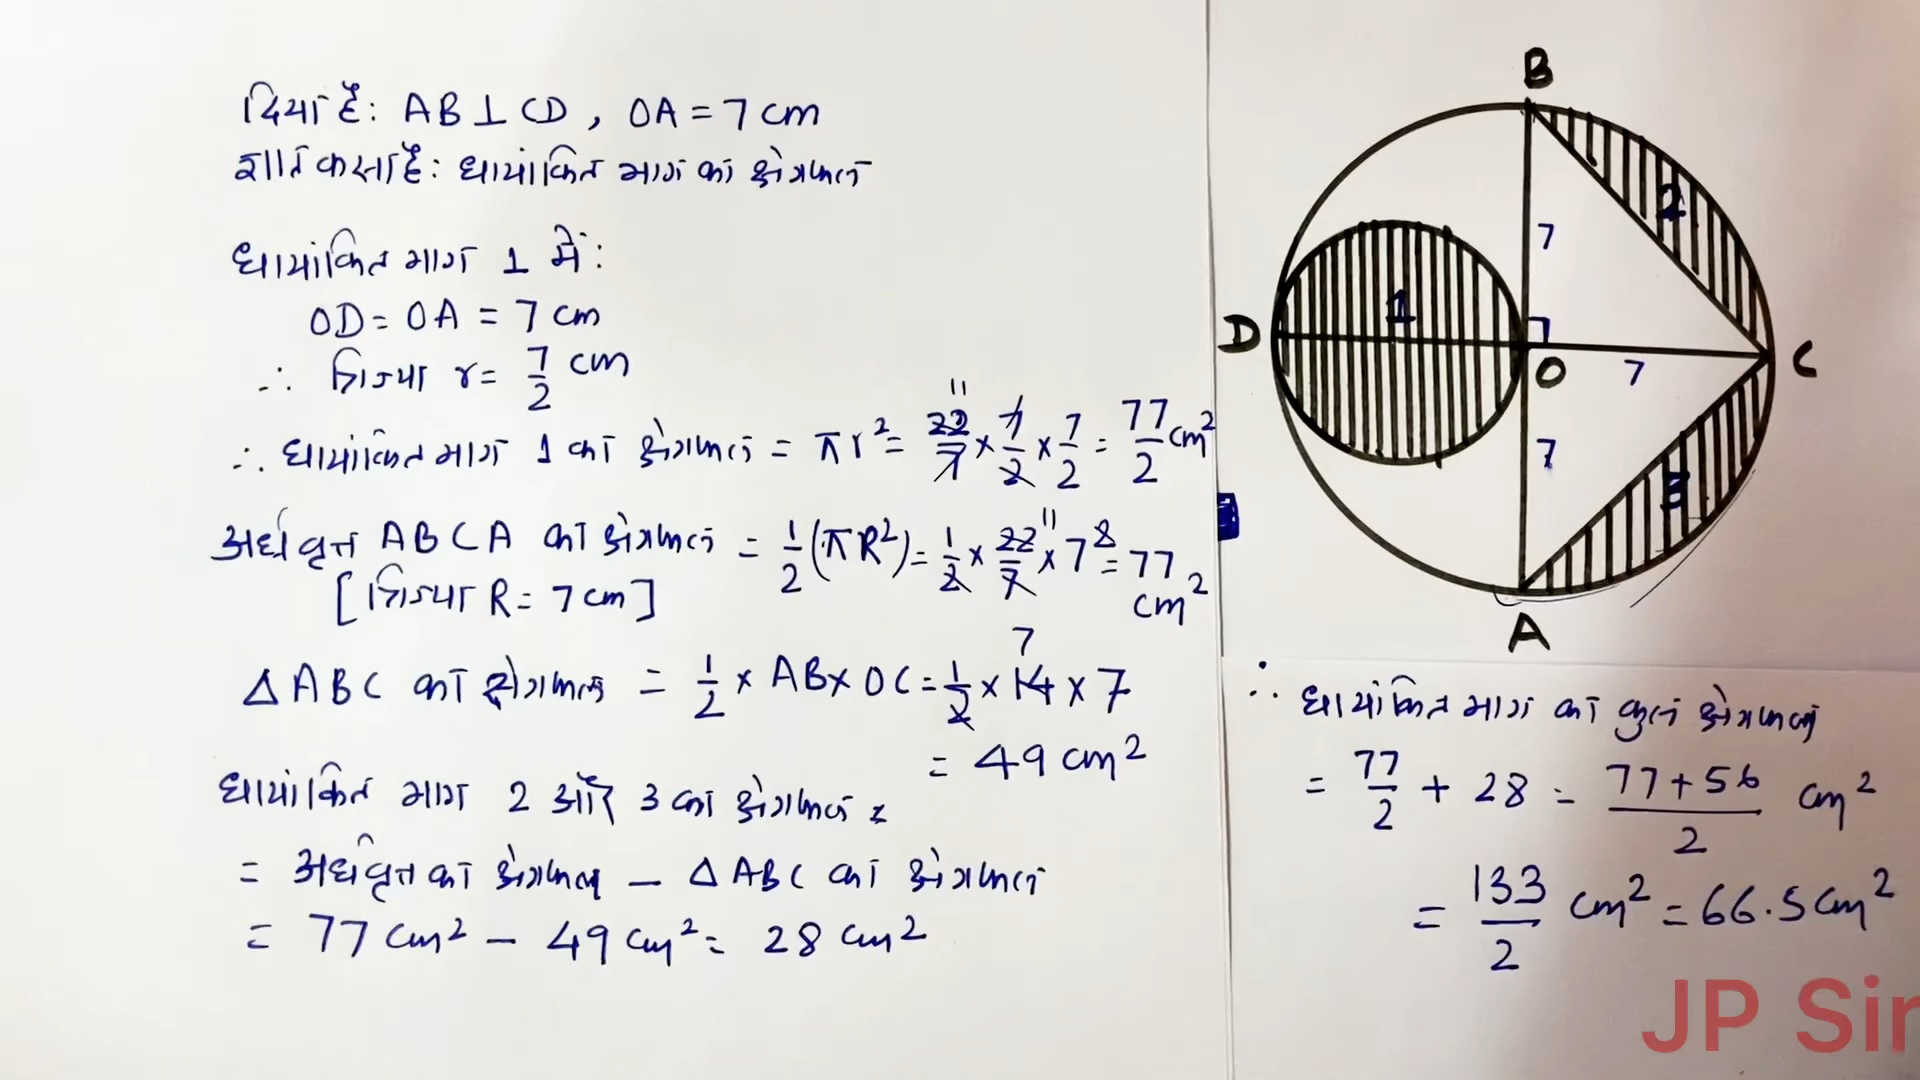 दिया है: AB⊥CD, OA = 7 cm
ज्ञात करना है: छायांकित भाग का क्षेत्रफल
छायांकित भाग 1 में:
OD = OA = 7 cm
∴ त्रिज्या r = 7/2 cm
∴ छायांकित भाग 1 का क्षेत्रफल = πr² = 22/7 × 7/2 × 7/2 = 77/2 cm²
11
अर्धवृत्त ABCA का क्षेत्रफल = 1/2 (πR²) = 1/2 × 22/7 × 7² = 77 cm²
11
[त्रिज्या R = 7 cm]
△ABC का क्षेत्रफल = 1/2 × AB × OC = 1/2 × 14 × 7
7
= 49 cm²
छायांकित भाग 2 और 3 का क्षेत्रफल =
= अर्धवृत्त का क्षेत्रफल – △ABC का क्षेत्रफल
= 77 cm² – 49 cm² = 28 cm²
B
2
7
1
D
7
O
7
C
7
3
A
∴ छायांकित भाग का कुल क्षेत्रफल
= 77/2 + 28 = 77+56/2 cm²
= 133/2 cm² = 66.5 cm²
JP Sir